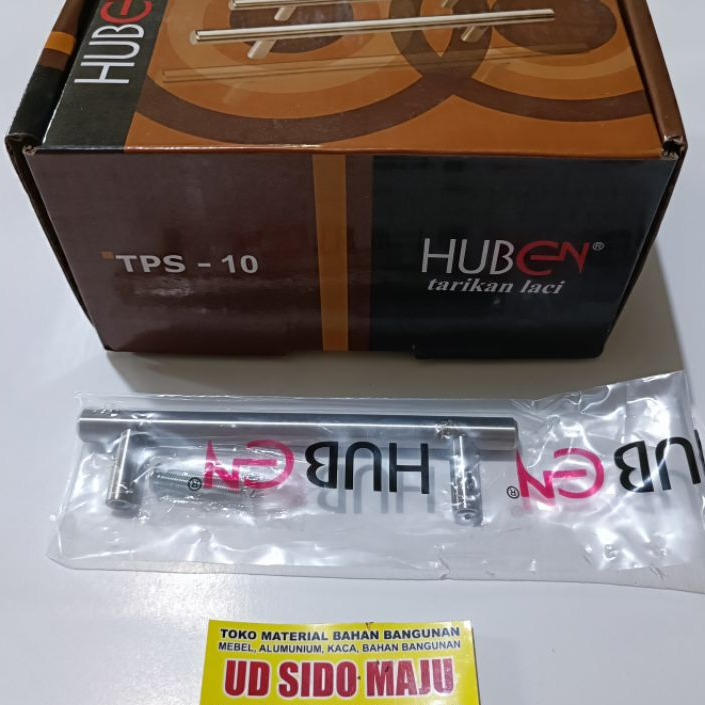 HUBEN
TPS - 10
HUBEN®
tarikan laci
HUBEN®
HUBEN®
TOKO MATERIAL BAHAN BANGUNAN
MEBEL, ALUMUNIUM, KACA, BAHAN BANGUNAN
UD SIDO MAJU